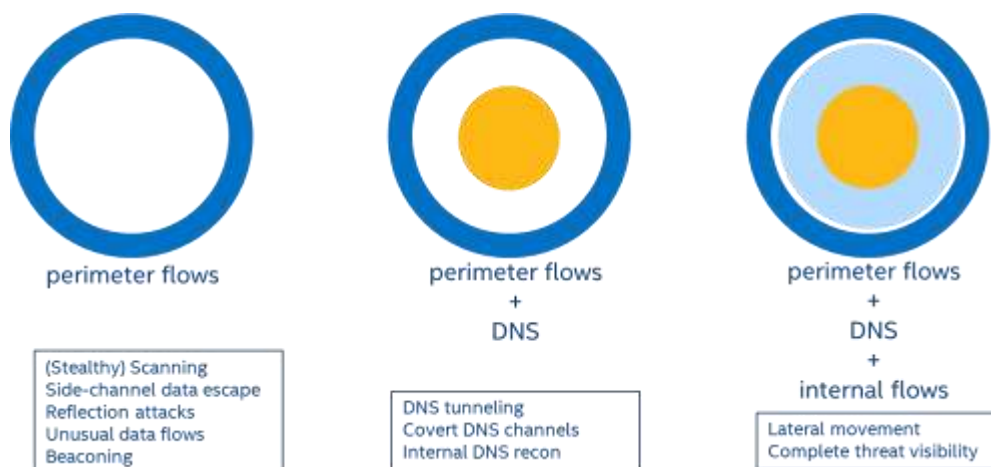 perimeter flows
(Stealthy) Scanning
Side-channel data escape
Reflection attacks
Unusual data flows
Beaconing
perimeter flows
+
DNS
DNS tunneling
Covert DNS channels
Internal DNS recon
perimeter flows
+
DNS
+
internal flows
Lateral movement
Complete threat visibility